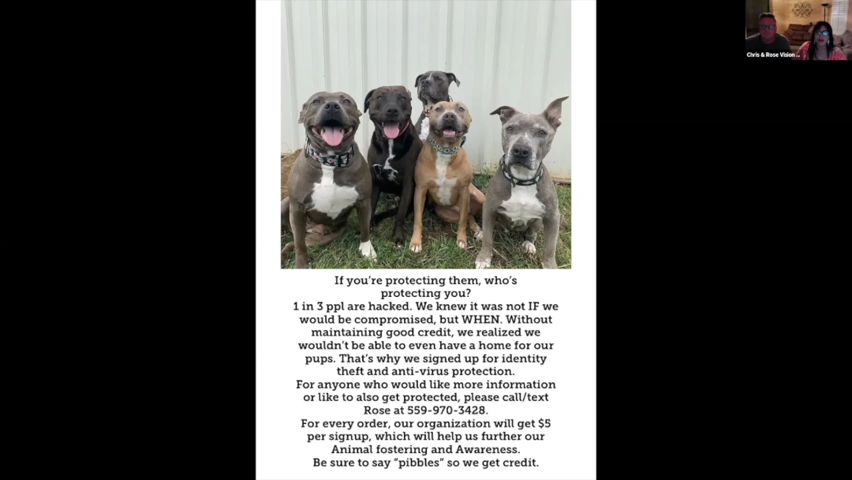 Chris & Rose Vision ...
If you're protecting them, who's
protecting you?
1 in 3 ppl are hacked. We knew it was not IF we
would be compromised, but WHEN. Without
maintaining good credit, we realized we
wouldn't be able to even have a home for our
pups. That's why we signed up for identity
theft and anti-virus protection.
For anyone who would like more information
or like to also get protected, please call/text
Rose at 559-970-3428.
For every order, our organization will get $5
per signup, which will help us further our
Animal fostering and Awareness.
Be sure to say "pibbles" so we get credit.